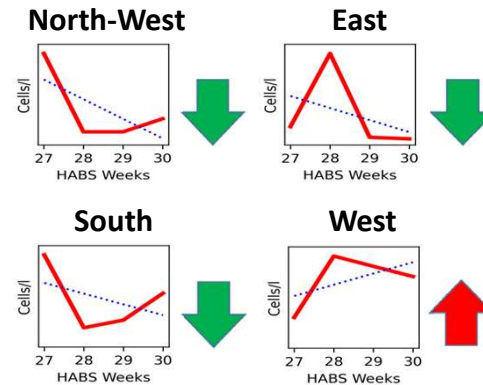 North-West
Cells/l
27 28 29 30
HABS Weeks
East
Cells/l
27 28 29 30
HABS Weeks
South
Cells/l
27 28 29 30
HABS Weeks
West
Cells/l
27 28 29 30
HABS Weeks